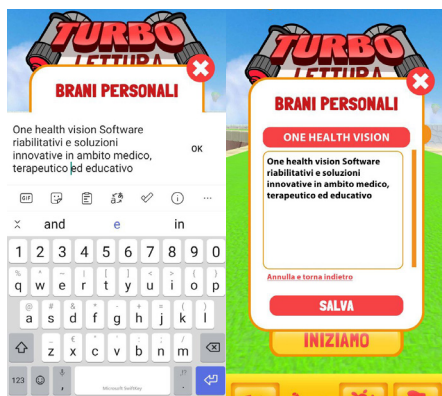 TURBO
LETTURA
BRANI PERSONALI
One health vision Software
riabilitativi e soluzioni
innovative in ambito medico,
terapeutico ed educativo
OK
GIF
and e in
1 2 3 4 5 6 7 8 9 0
q w e r t y u i o p
a s d f g h j k l
z x c v b n m
123 , Microsoft SwiftKey .
TURBO
LETTURA
BRANI PERSONALI
ONE HEALTH VISION
One health vision Software
riabilitativi e soluzioni
innovative in ambito medico,
terapeutico ed educativo
Annulla e torna indietro
SALVA
INIZIAMO